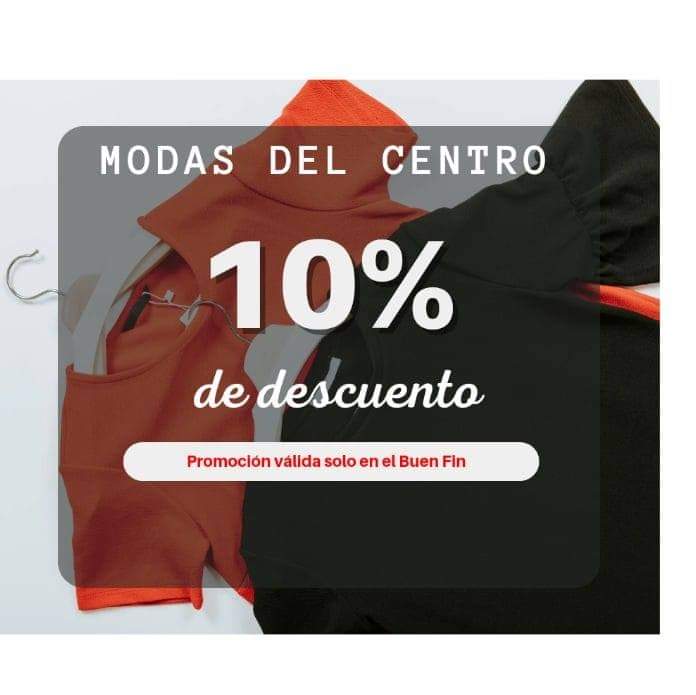 MODAS DEL CENTRO
10%
de descuento
Promoción válida solo en el Buen Fin